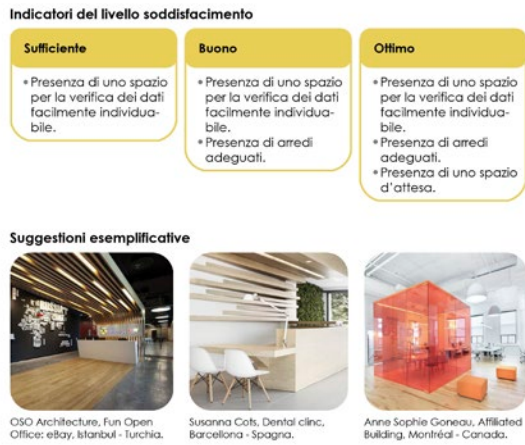 Indicatori del livello soddisfacimento
Sufficiente
• Presenza di uno spazio
per la verifica dei dati
facilmente individua-
bile.
Buono
• Presenza di uno spazio
per la verifica dei dati
facilmente individua-
bile.
• Presenza di arredi
adeguati.
Ottimo
• Presenza di uno spazio
per la verifica dei dati
facilmente individua-
bile.
• Presenza di arredi
adeguati.
• Presenza di uno spazio
d'attesa.
Suggestioni esemplificative
OSO Architecture, Fun Open
Office: eBay, Istanbul - Turchia.
Susanna Cots, Dental clinc,
Barcellona - Spagna.
Anne Sophie Goneau, Affiliated
Building, Montréal - Canada.